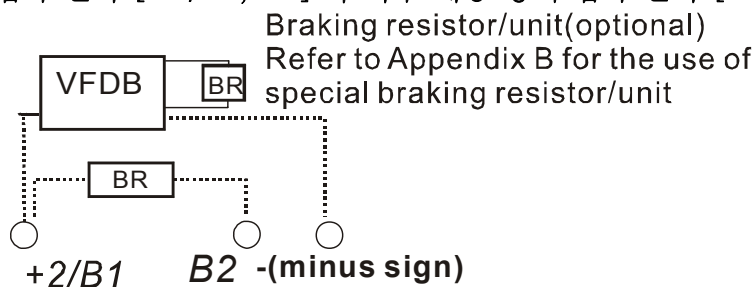 Braking resistor/unit(optional)
Refer to Appendix B for the use of
special braking resistor/unit
VFDB
BR
BR
+2/B1
B2
-(minus sign)